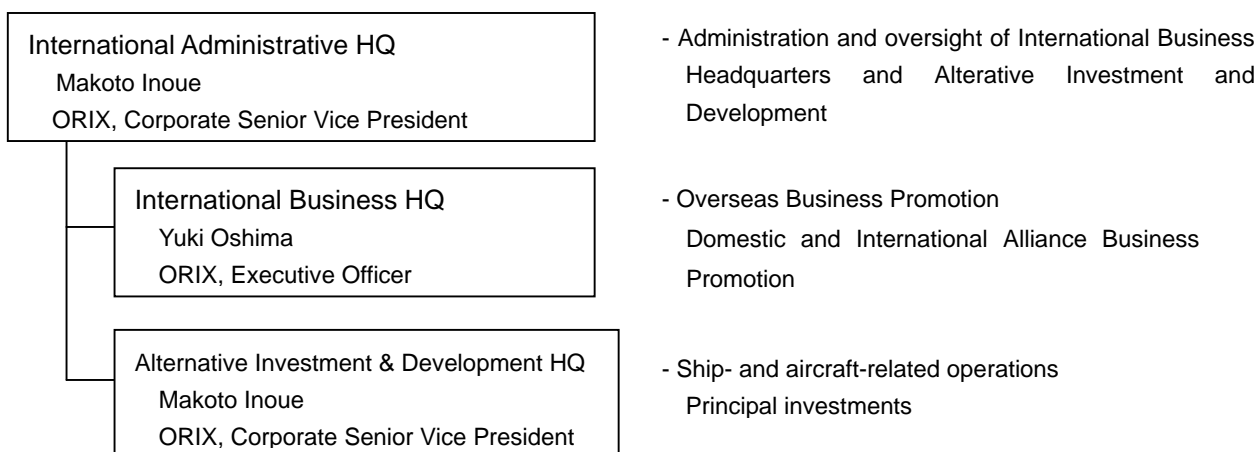 International Administrative HQ
Makoto Inoue
ORIX, Corporate Senior Vice President
- Administration and oversight of International Business
Headquarters and Alterative Investment and
Development
International Business HQ
Yuki Oshima
ORIX, Executive Officer
- Overseas Business Promotion
Domestic and International Alliance Business
Promotion
Alternative Investment & Development HQ
Makoto Inoue
ORIX, Corporate Senior Vice President
- Ship- and aircraft-related operations
Principal investments